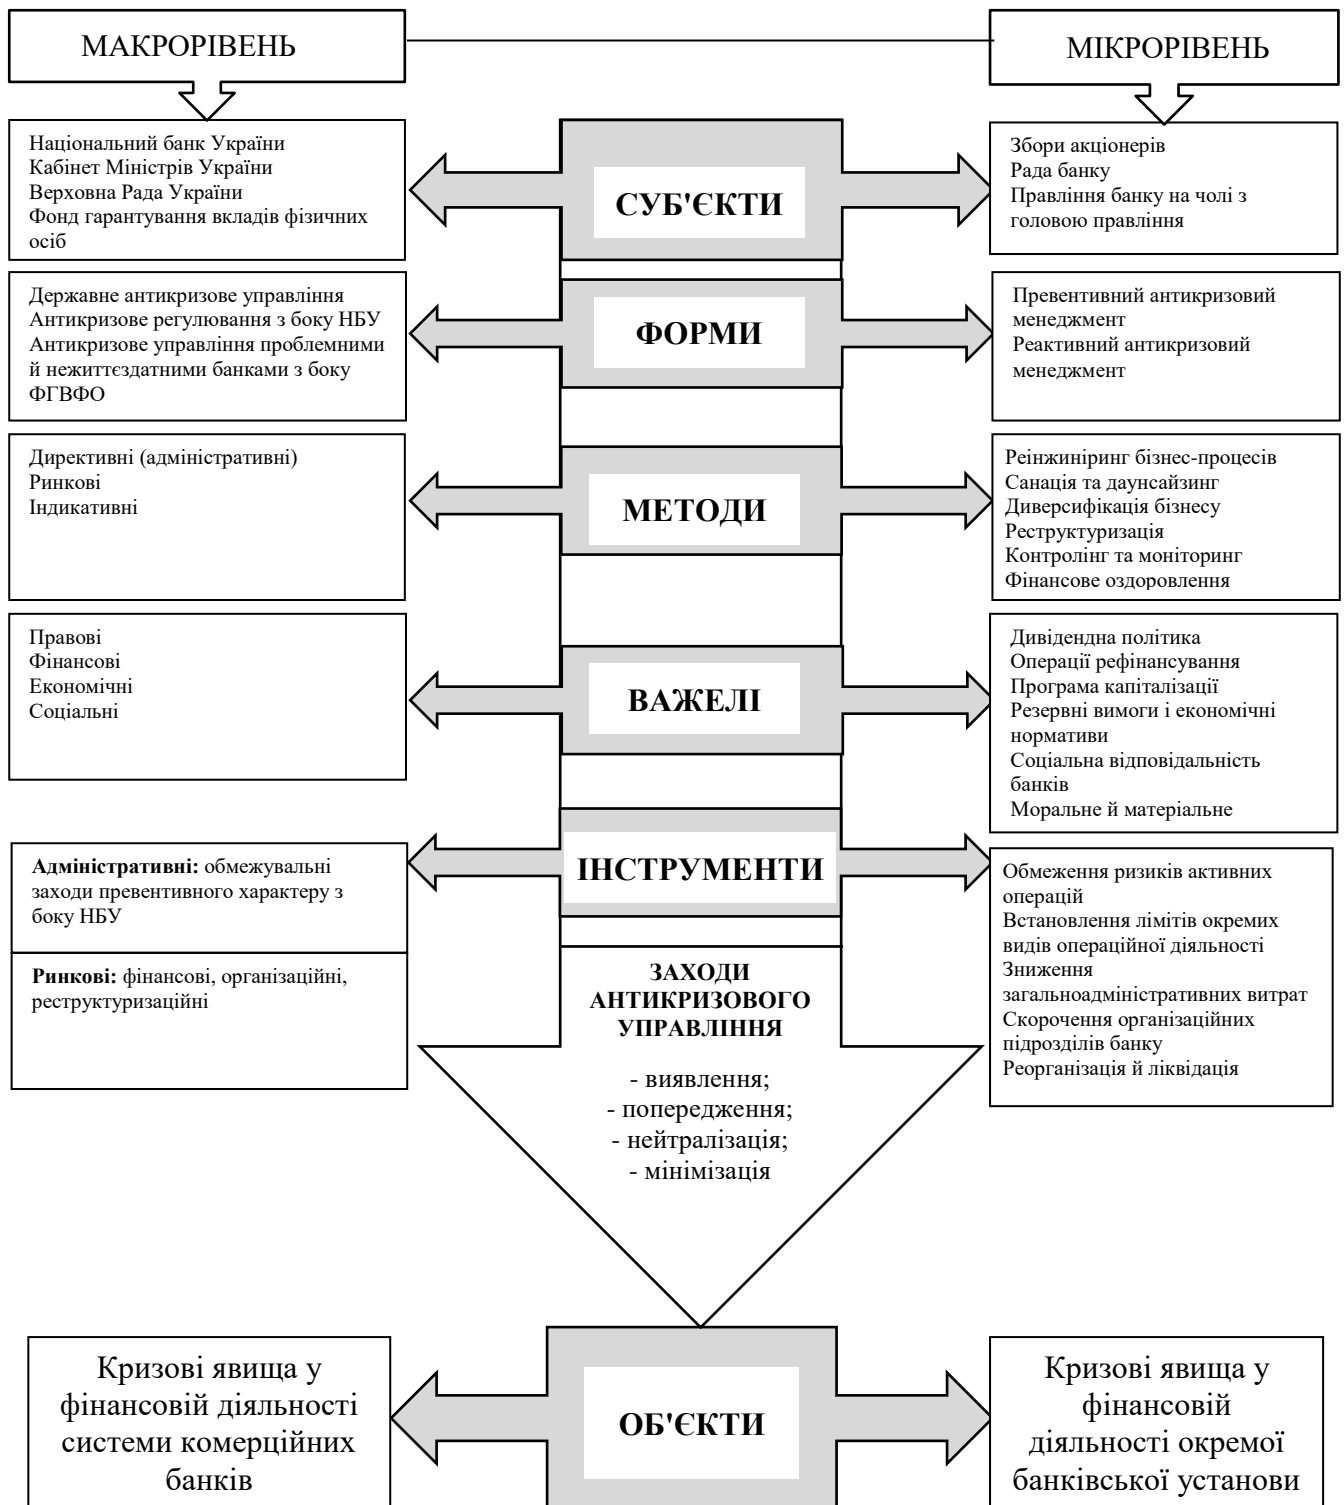 МАКРОРІВЕНЬ
МІКРОРІВЕНЬ
Національний банк України
Кабінет Міністрів України
Верховна Рада України
Фонд гарантування вкладів фізичних
осіб
СУБ'ЄКТИ
Збори акціонерів
Рада банку
Правління банку на чолі з
головою правління
Державне антикризове управління
Антикризове регулювання з боку НБУ
Антикризове управління проблемними
й нежиттєздатними банками з боку
ФГВФО
ФОРМИ
Превентивний антикризовий
менеджмент
Реактивний антикризовий
менеджмент
Директивні (адміністративні)
Ринкові
Індикативні
МЕТОДИ
Реінжиніринг бізнес-процесів
Санація та даунсайзинг
Диверсифікація бізнесу
Реструктуризація
Контролінг та моніторинг
Фінансове оздоровлення
Правові
Фінансові
Економічні
Соціальні
ВАЖЕЛІ
Дивідендна політика
Операції рефінансування
Програма капіталізації
Резервні вимоги і економічні
нормативи
Соціальна відповідальність
банків
Моральне й матеріальне
Адміністративні: обмежувальні
заходи превентивного характеру з
боку НБУ
Ринкові: фінансові, організаційні,
реструктуризаційні
ІНСТРУМЕНТИ
Обмеження ризиків активних
операцій
Встановлення лімітів окремих
видів операційної діяльності
Зниження
загальноадміністративних витрат
Скорочення організаційних
підрозділів банку
Реорганізація й ліквідація
ЗАХОДИ
АНТИКРИЗОВОГО
УПРАВЛІННЯ
- виявлення;
- попередження;
- нейтралізація;
- мінімізація
Кризові явища у
фінансовій діяльності
системи комерційних
банків
ОБ'ЄКТИ
Кризові явища у
фінансовій
діяльності окремої
банківської установи